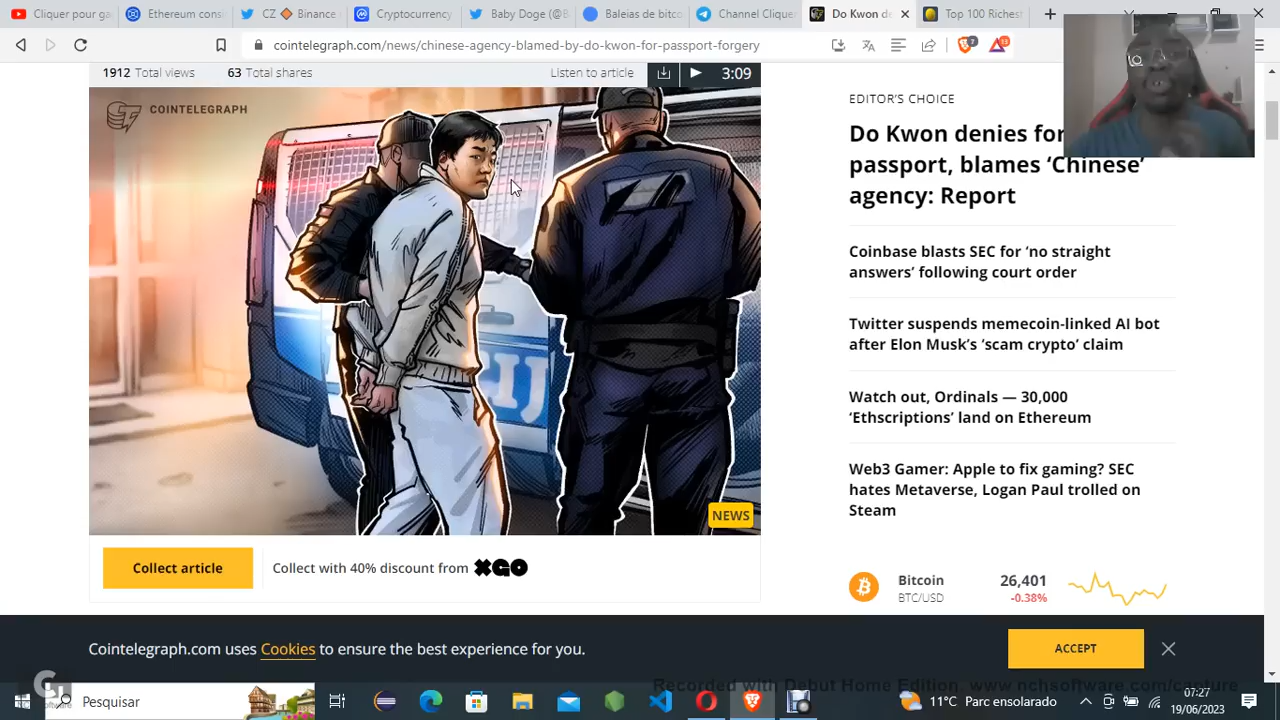 Cliquer pour ga
Ethereum cons
CZ
Binance
Cryptocurrency
Baby Doge (@B
Baleias de bitco
Channel Clique
Do Kwon de
Top 100 Richest
cointelegraph.com/news/chinese-agency-blamed-by-do-kwon-for-passport-forgery
7
33
1912 Total views
63 Total shares
Listen to article
3:09
COINTELEGRAPH
NEWS
Collect article
Collect with 40% discount from XGO
EDITOR'S CHOICE
Do Kwon denies for
passport, blames ‘Chinese’
agency: Report
Coinbase blasts SEC for ‘no straight
answers’ following court order
Twitter suspends memecoin-linked AI bot
after Elon Musk’s ‘scam crypto’ claim
Watch out, Ordinals — 30,000
‘Ethscriptions’ land on Ethereum
Web3 Gamer: Apple to fix gaming? SEC
hates Metaverse, Logan Paul trolled on
Steam
Bitcoin 26,401
BTC/USD -0.38%
Cointelegraph.com uses Cookies to ensure the best experience for you.
ACCEPT
Recorded with Debut Home Edition. www.nchsoftware.com/capture
Pesquisar
11°C Parc ensolarado
07:27
19/06/2023